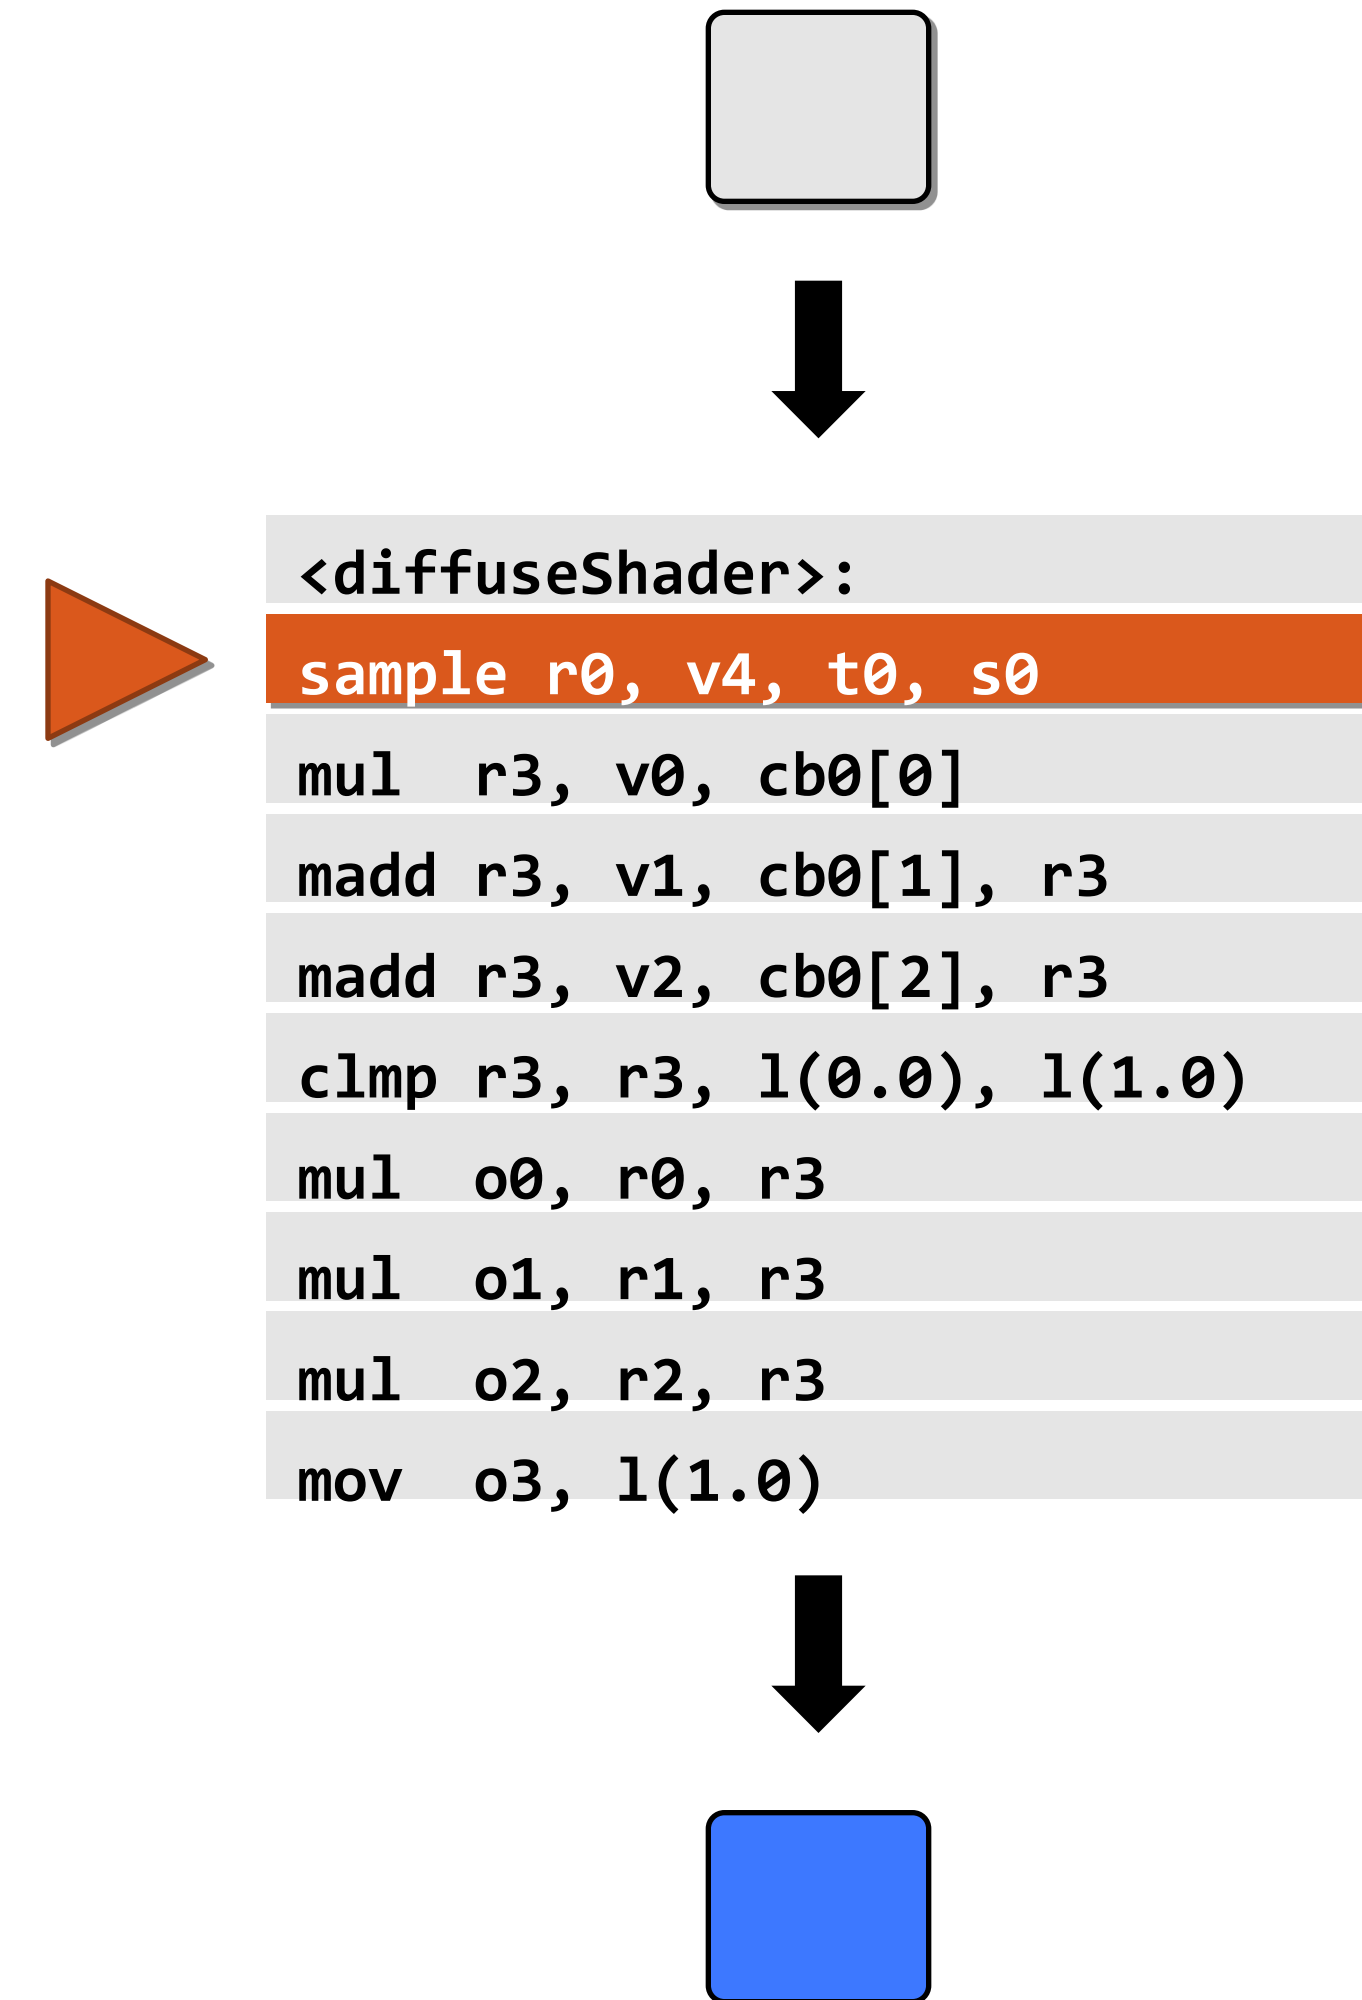 <diffuseShader>:
sample r0, v4, t0, s0
mul  r3, v0, cb0[0]
madd r3, v1, cb0[1], r3
madd r3, v2, cb0[2], r3
clmp r3, r3, l(0.0), l(1.0)
mul  o0, r0, r3
mul  o1, r1, r3
mul  o2, r2, r3
mov  o3, l(1.0)